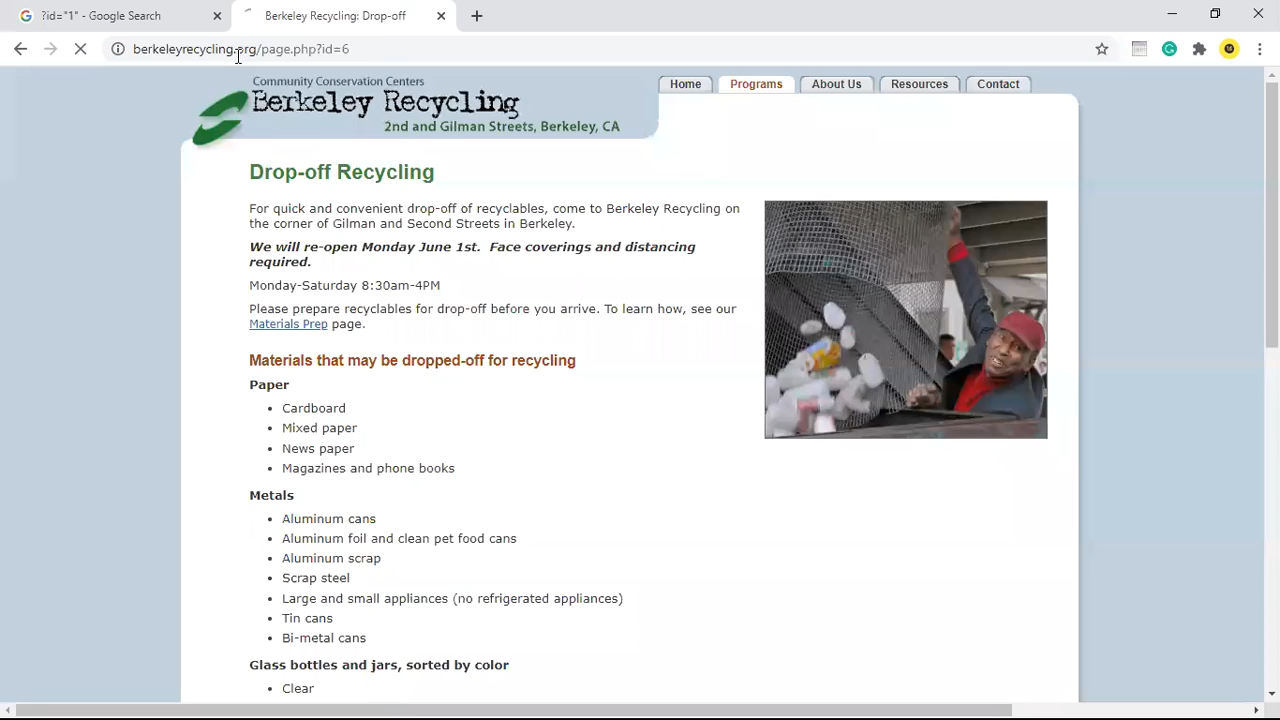 ?id="1" - Google Search
Berkeley Recycling: Drop-off
berkeleyrecycling.org/page.php?id=6
Community Conservation Centers
Berkeley Recycling
2nd and Gilman Streets, Berkeley, CA
Home
Programs
About Us
Resources
Contact
Drop-off Recycling
For quick and convenient drop-off of recyclables, come to Berkeley Recycling on
the corner of Gilman and Second Streets in Berkeley.
We will re-open Monday June 1st.  Face coverings and distancing
required.
Monday-Saturday 8:30am-4PM
Please prepare recyclables for drop-off before you arrive. To learn how, see our
Materials Prep page.
Materials that may be dropped-off for recycling
Paper
• Cardboard
• Mixed paper
• News paper
• Magazines and phone books
Metals
• Aluminum cans
• Aluminum foil and clean pet food cans
• Aluminum scrap
• Scrap steel
• Large and small appliances (no refrigerated appliances)
• Tin cans
• Bi-metal cans
Glass bottles and jars, sorted by color
• Clear